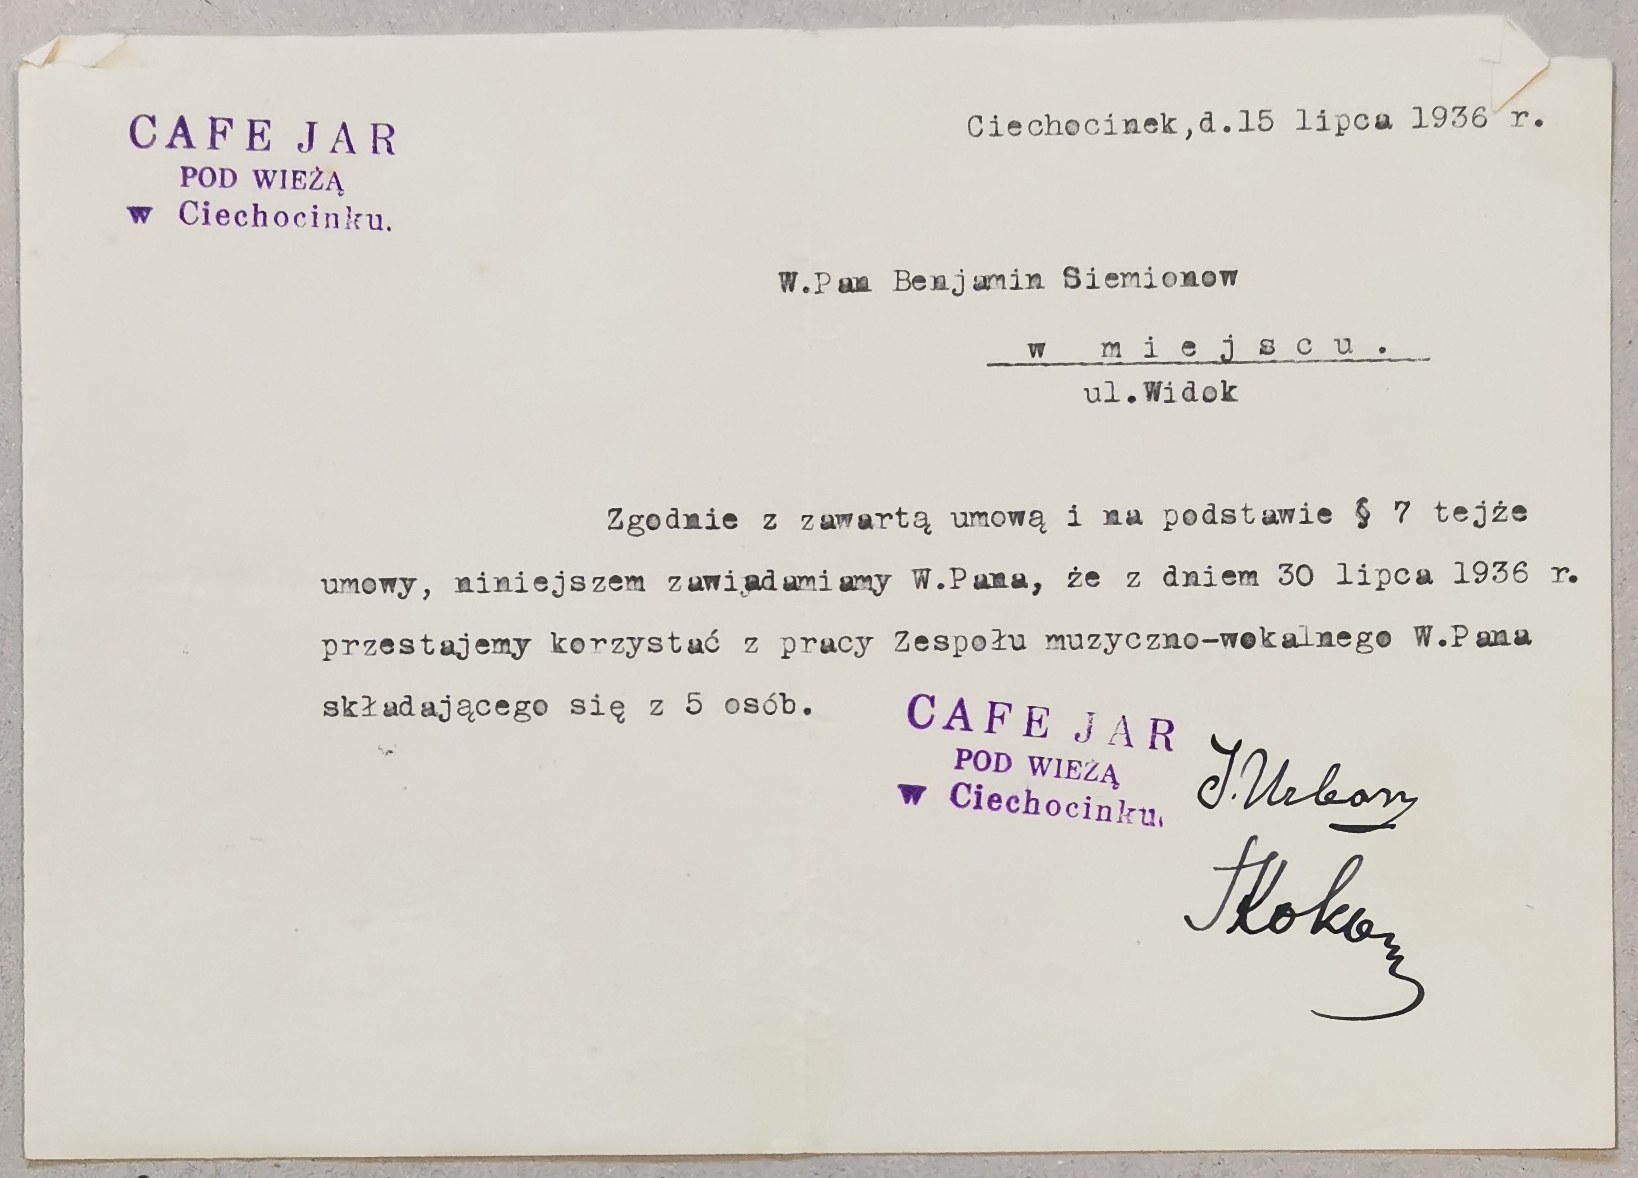 CAFE JAR
POD WIEŻĄ
w Ciechocinku.
Ciechocinek,d.15 lipca 1936 r.
W.Pan Benjamin Siemionow
w miejscu.
ul.Widok
Zgodnie z zawartą umową i na podstawie § 7 tejże
umowy, niniejszem zawiadamiamy W.Pana, że z dniem 30 lipca 1936 r.
przestajemy korzystać z pracy Zespołu muzyczno-wokalnego W.Pana
składającego się z 5 osób.
CAFE JAR
POD WIEŻĄ
w Ciechocinku.